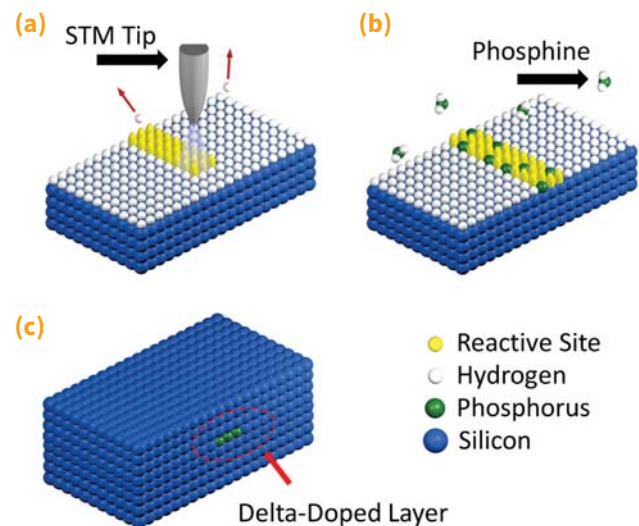 (a)
STM Tip
(b)
Phosphine
(c)
Delta-Doped Layer
Reactive Site
Hydrogen
Phosphorus
Silicon